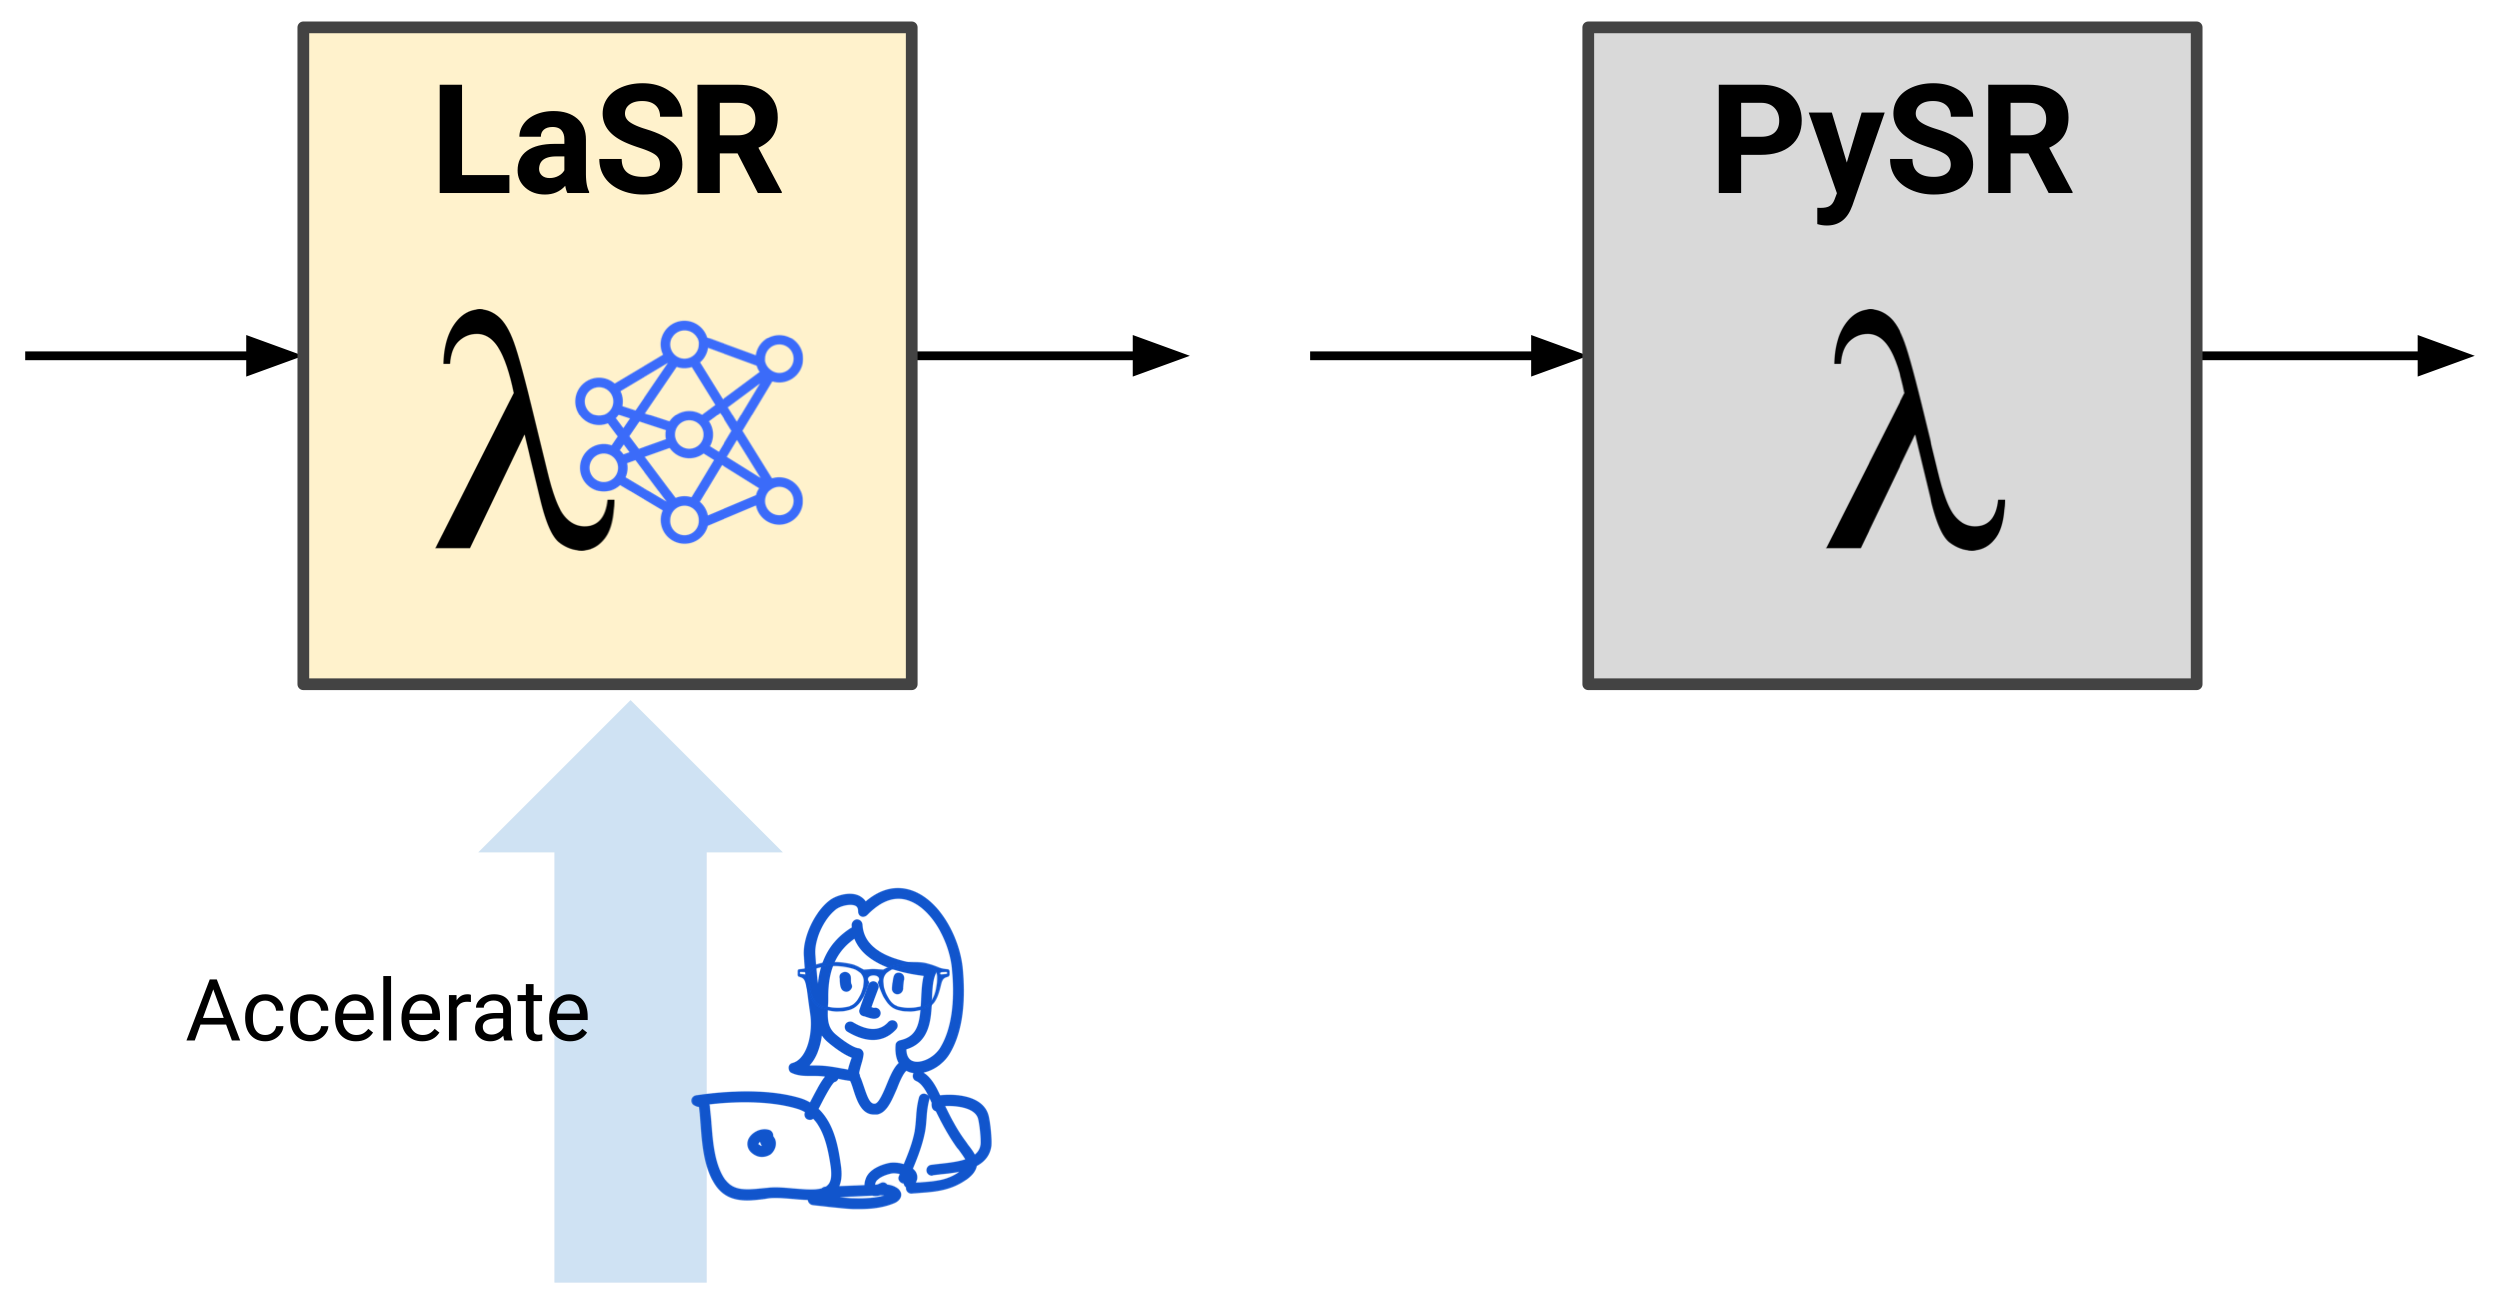 LaSR
PySR
λ
λ
Accelerate